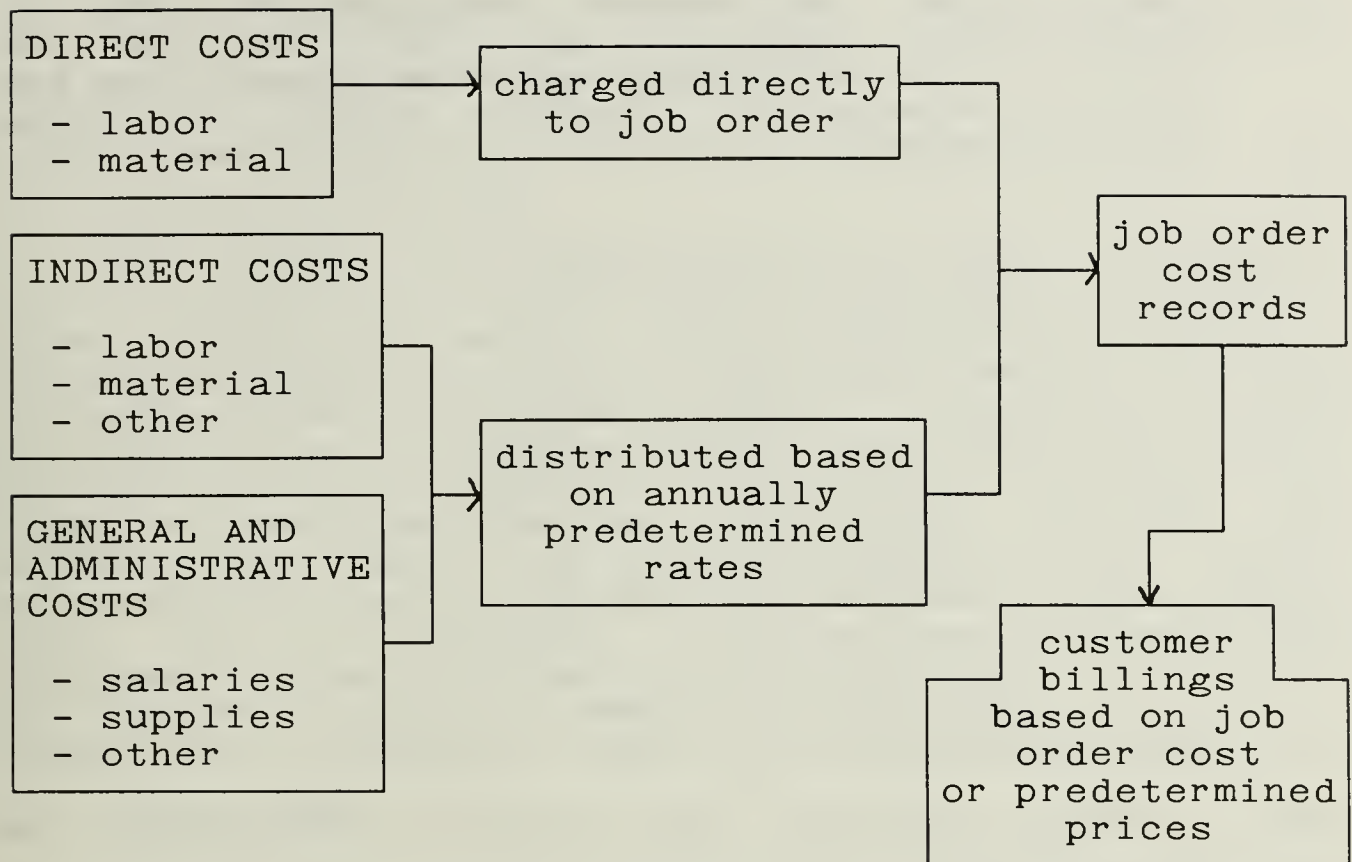 DIRECT COSTS
- labor
- material
charged directly
to job order
INDIRECT COSTS
- labor
- material
- other
GENERAL AND
ADMINISTRATIVE
COSTS
- salaries
- supplies
- other
distributed based
on annually
predetermined
rates
job order
cost
records
customer
billings
based on job
order cost
or predetermined
prices